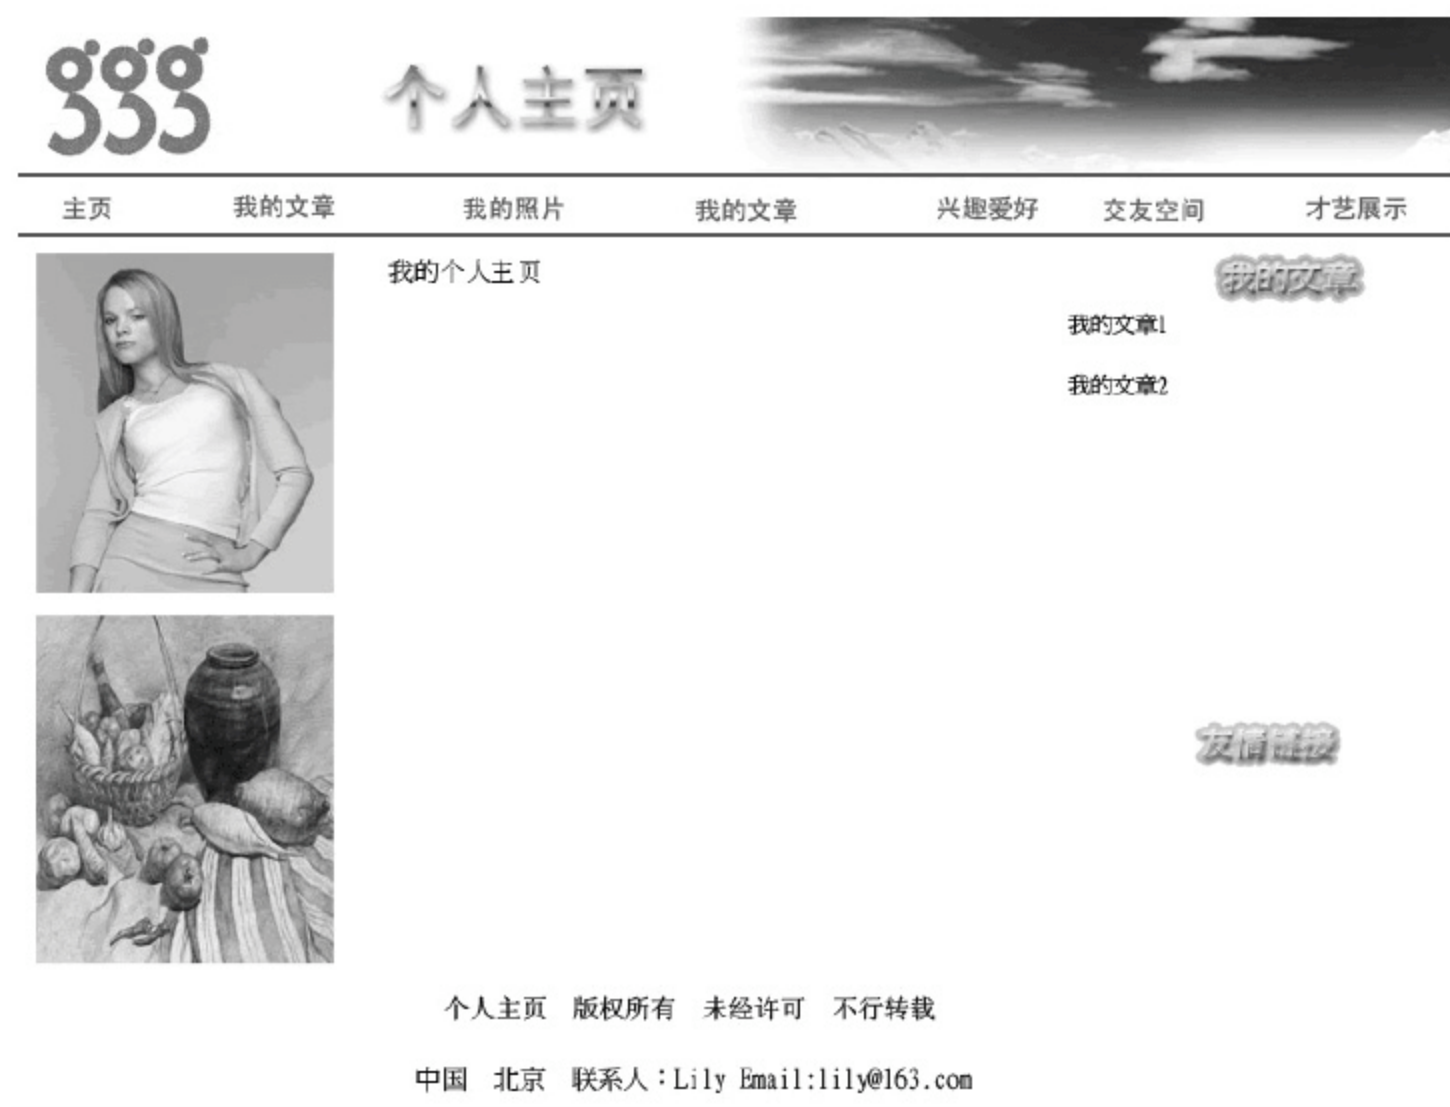 ggg
个人主页
主页 我的文章 我的照片 我的文章 兴趣爱好 交友空间 才艺展示
我的个人主页
我的文章
我的文章1
我的文章2
友情链接
个人主页 版权所有 未经许可 不行转载
中国 北京 联系人：Lily Email:lily@163.com